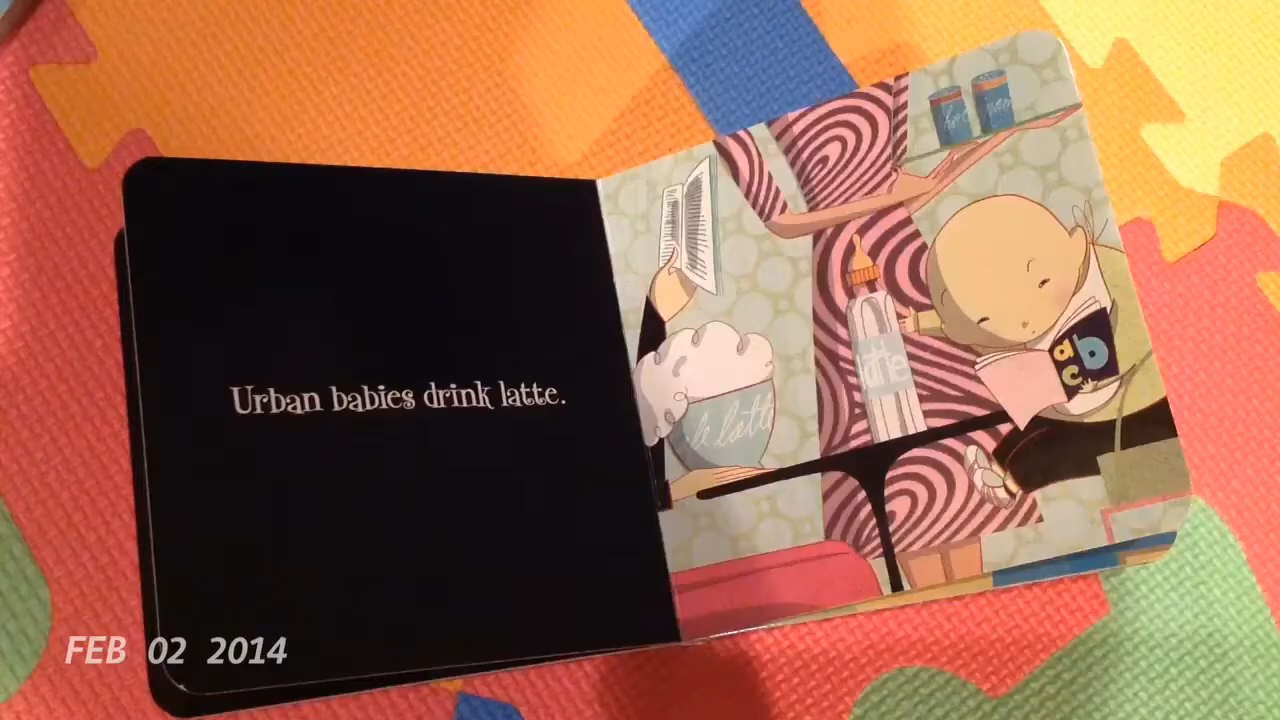 Urban babies drink latte.
le latte
latte
a b
c
FEB 02 2014